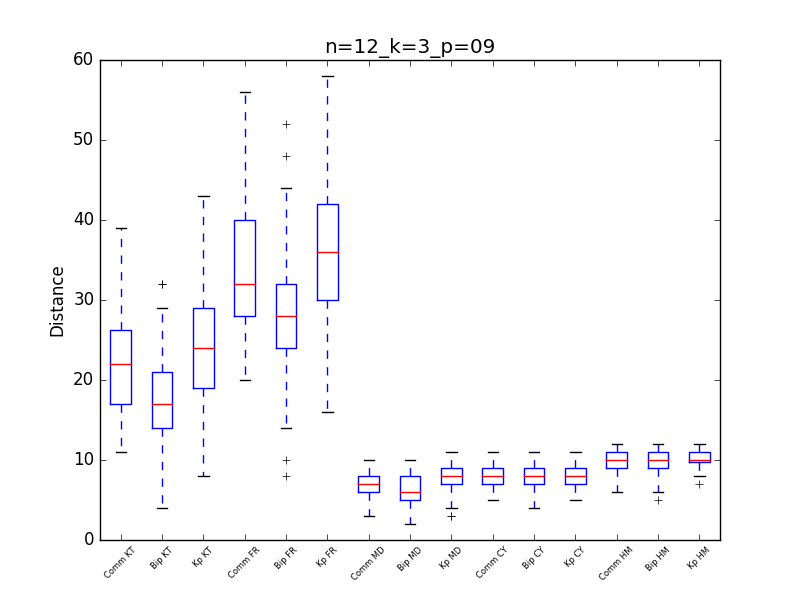 n=12_k=3_p=09
60
50
40
30
20
10
0
Distance
Comm KT
Bip KT
Kp KT
Comm FR
Bip FR
Kp FR
Comm MD
Bip MD
Kp MD
Comm CY
Bip CY
Kp CY
Comm HM
Bip HM
Kp HM